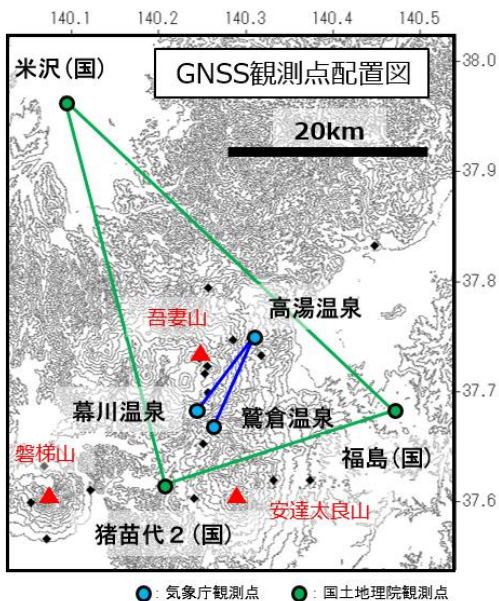 140.1 140.2 140.3 140.4 140.5
米沢(国)
GNSS観測点配置図
38.0
20km
37.9
37.8
高湯温泉
吾妻山
37.7
幕川温泉
鷲倉温泉
福島(国)
磐梯山
37.6
安達太良山
猪苗代2(国)
:気象庁観測点 :国土地理院観測点